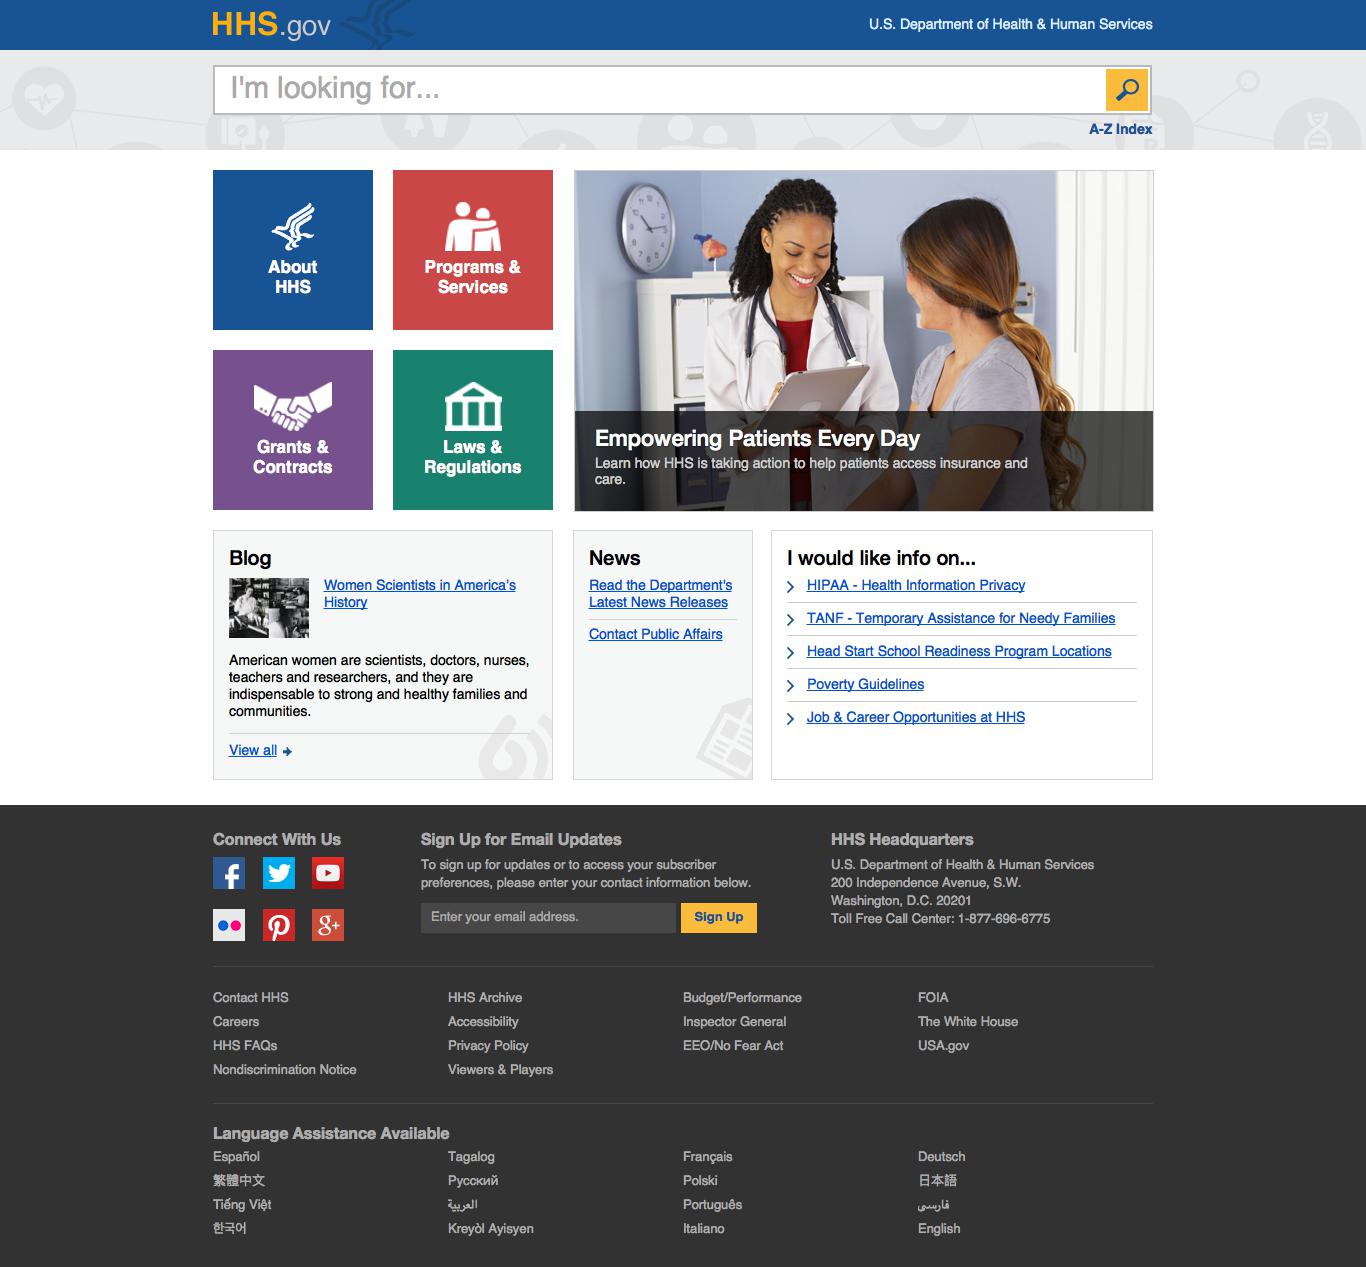 HHS.gov
U.S. Department of Health & Human Services
I'm looking for...
A-Z Index
About
HHS
Programs &
Services
Grants &
Contracts
Laws &
Regulations
Empowering Patients Every Day
Learn how HHS is taking action to help patients access insurance and
care.
Blog
Women Scientists in America's
History
American women are scientists, doctors, nurses,
teachers and researchers, and they are
indispensable to strong and healthy families and
communities.
View all
News
Read the Department's
Latest News Releases
Contact Public Affairs
I would like info on...
HIPAA - Health Information Privacy
TANF - Temporary Assistance for Needy Families
Head Start School Readiness Program Locations
Poverty Guidelines
Job & Career Opportunities at HHS
Connect With Us
Sign Up for Email Updates
To sign up for updates or to access your subscriber
preferences, please enter your contact information below.
Enter your email address.
Sign Up
HHS Headquarters
U.S. Department of Health & Human Services
200 Independence Avenue, S.W.
Washington, D.C. 20201
Toll Free Call Center: 1-877-696-6775
Contact HHS
Careers
HHS FAQs
Nondiscrimination Notice
HHS Archive
Accessibility
Privacy Policy
Viewers & Players
Budget/Performance
Inspector General
EEO/No Fear Act
FOIA
The White House
USA.gov
Language Assistance Available
Español
繁體中文
Tiếng Việt
한국어
Tagalog
Русский
العربية
Kreyòl Ayisyen
Français
Polski
Português
Italiano
Deutsch
日本語
فارسی
English